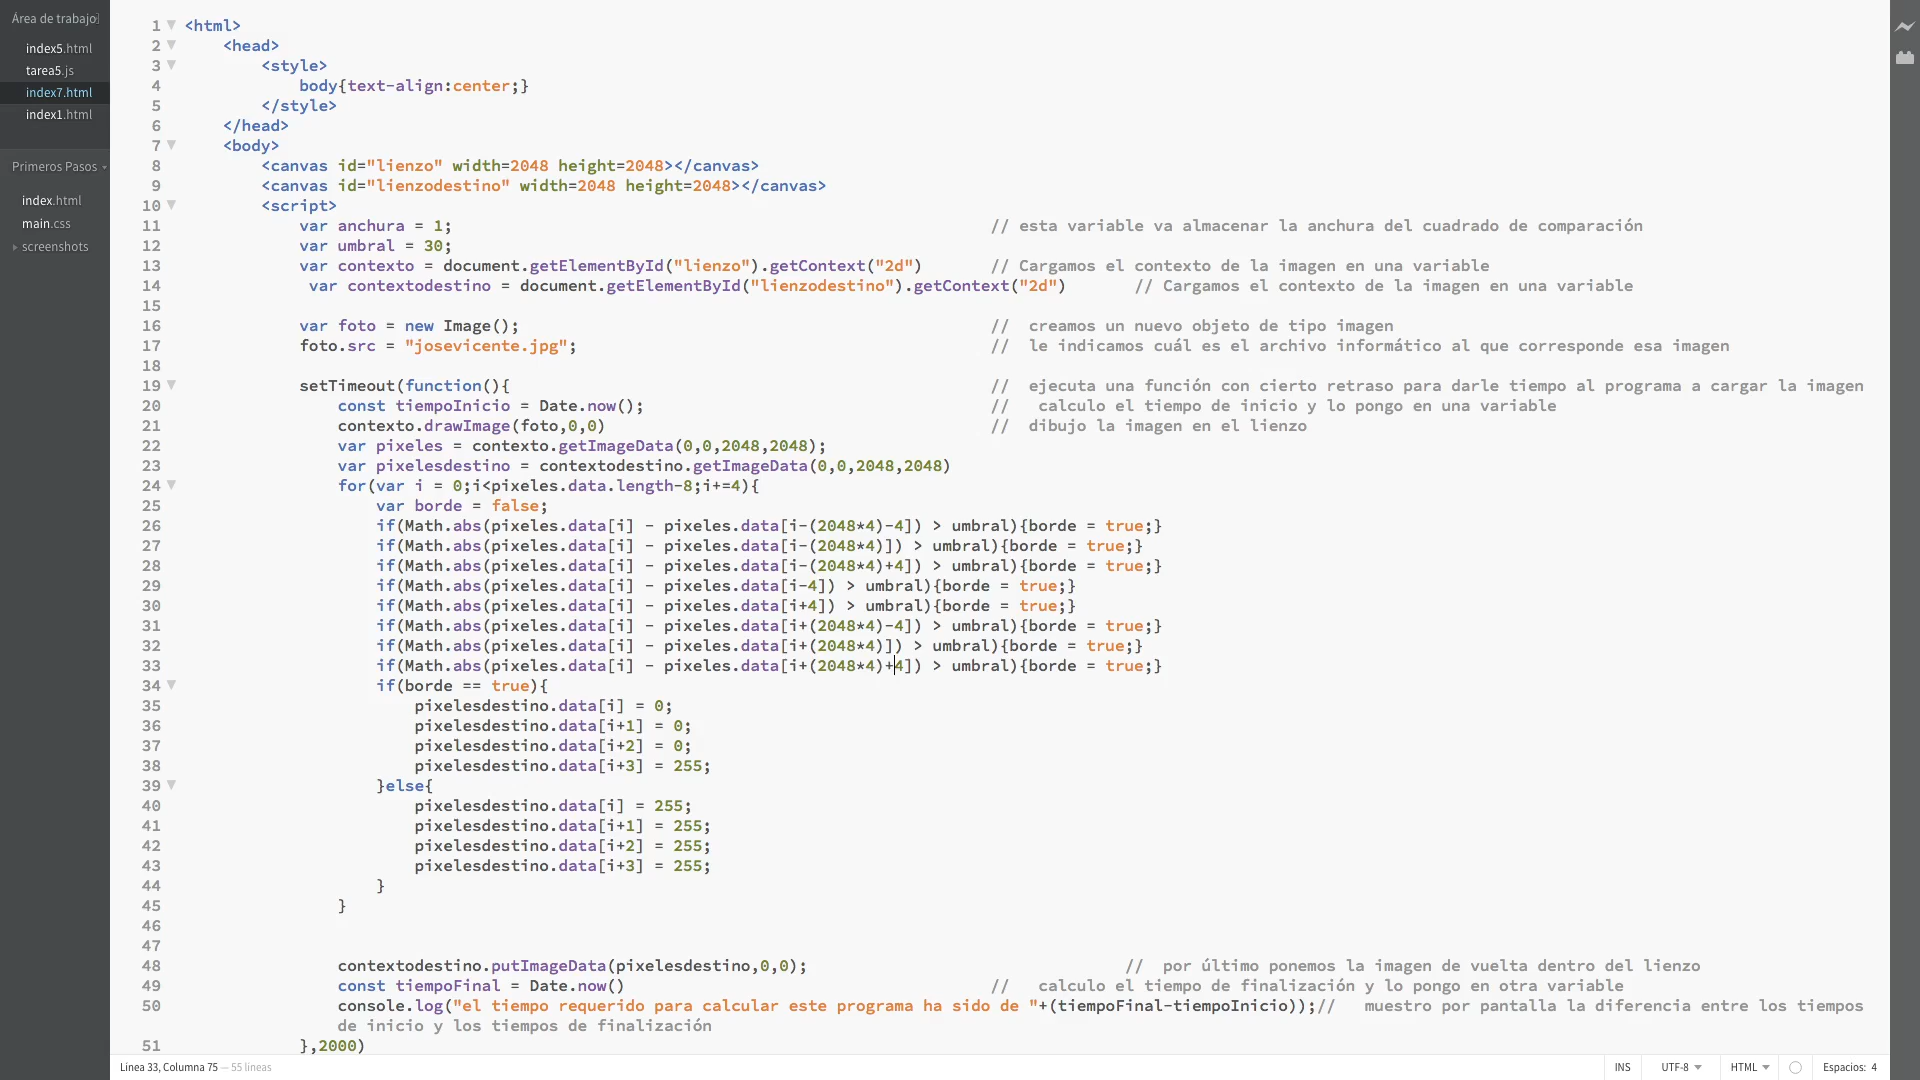 Área de trabajo
index5.html
tarea5.js
index7.html
index1.html
Primeros Pasos
index.html
main.css
screenshots
1 <html>
2 <head>
3 <style>
4 body{text-align:center;}
5 </style>
6 </head>
7 <body>
8 <canvas id="lienzo" width=2048 height=2048></canvas>
9 <canvas id="lienzodestino" width=2048 height=2048></canvas>
10 <script>
11 var anchura = 1; // esta variable va almacenar la anchura del cuadrado de comparación
12 var umbral = 30;
13 var contexto = document.getElementById("lienzo").getContext("2d") // Cargamos el contexto de la imagen en una variable
14 var contextodestino = document.getElementById("lienzodestino").getContext("2d") // Cargamos el contexto de la imagen en una variable
15
16 var foto = new Image(); // creamos un nuevo objeto de tipo imagen
17 foto.src = "josevicente.jpg"; // le indicamos cuál es el archivo informático al que corresponde esa imagen
18
19 setTimeout(function(){ // ejecuta una función con cierto retraso para darle tiempo al programa a cargar la imagen
20 const tiempoInicio = Date.now(); // calculo el tiempo de inicio y lo pongo en una variable
21 contexto.drawImage(foto,0,0) // dibujo la imagen en el lienzo
22 var pixeles = contexto.getImageData(0,0,2048,2048);
23 var pixelesdestino = contextodestino.getImageData(0,0,2048,2048)
24 for(var i = 0;i<pixeles.data.length-8;i+=4){
25 var borde = false;
26 if(Math.abs(pixeles.data[i] - pixeles.data[i-(2048*4)-4]) > umbral){borde = true;}
27 if(Math.abs(pixeles.data[i] - pixeles.data[i-(2048*4)]) > umbral){borde = true;}
28 if(Math.abs(pixeles.data[i] - pixeles.data[i-(2048*4)+4]) > umbral){borde = true;}
29 if(Math.abs(pixeles.data[i] - pixeles.data[i-4]) > umbral){borde = true;}
30 if(Math.abs(pixeles.data[i] - pixeles.data[i+4]) > umbral){borde = true;}
31 if(Math.abs(pixeles.data[i] - pixeles.data[i+(2048*4)-4]) > umbral){borde = true;}
32 if(Math.abs(pixeles.data[i] - pixeles.data[i+(2048*4)]) > umbral){borde = true;}
33 if(Math.abs(pixeles.data[i] - pixeles.data[i+(2048*4)+4]) > umbral){borde = true;}
34 if(borde == true){
35 pixelesdestino.data[i] = 0;
36 pixelesdestino.data[i+1] = 0;
37 pixelesdestino.data[i+2] = 0;
38 pixelesdestino.data[i+3] = 255;
39 }else{
40 pixelesdestino.data[i] = 255;
41 pixelesdestino.data[i+1] = 255;
42 pixelesdestino.data[i+2] = 255;
43 pixelesdestino.data[i+3] = 255;
44 }
45 }
46
47
48 contextodestino.putImageData(pixelesdestino,0,0); // por último ponemos la imagen de vuelta dentro del lienzo
49 const tiempoFinal = Date.now() // calculo el tiempo de finalización y lo pongo en otra variable
50 console.log("el tiempo requerido para calcular este programa ha sido de "+(tiempoFinal-tiempoInicio));// muestro por pantalla la diferencia entre los tiempos
de inicio y los tiempos de finalización
51 },2000)
Línea 33, Columna 75 — 55 líneas
INS UTF-8 HTML Espacios: 4